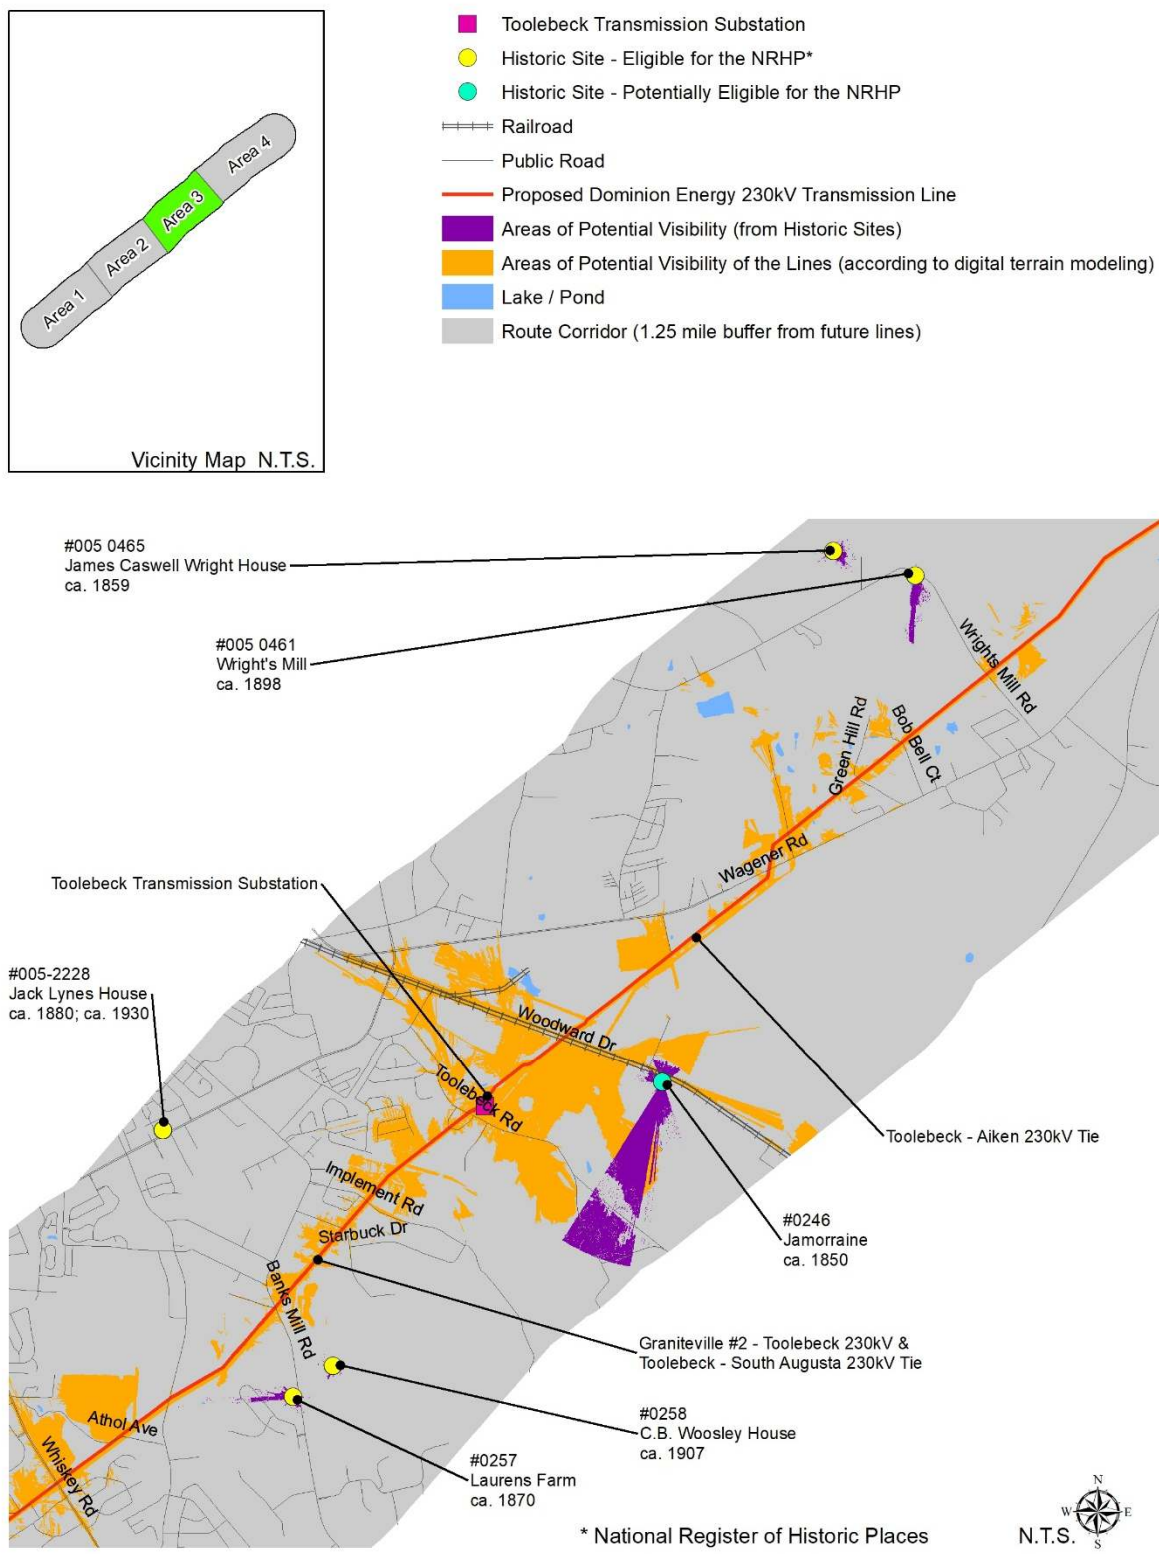 Toolebeck Transmission Substation
Historic Site - Eligible for the NRHP*
Historic Site - Potentially Eligible for the NRHP
Railroad
Public Road
Proposed Dominion Energy 230kV Transmission Line
Areas of Potential Visibility (from Historic Sites)
Areas of Potential Visibility of the Lines (according to digital terrain modeling)
Lake / Pond
Route Corridor (1.25 mile buffer from future lines)
Area 4
Area 3
Area 2
Area 1
Vicinity Map N.T.S.
#005 0465
James Caswell Wright House
ca. 1859
#005 0461
Wright's Mill
ca. 1898
Wrights Mill Rd
Bob Bell Ct
Green Hill Rd
Wagener Rd
Toolebeck Transmission Substation
#005-2228
Jack Lynes House
ca. 1880; ca. 1930
Woodward Dr
Toolebeck Rd
Toolebeck - Aiken 230kV Tie
Implement Rd
Starbuck Dr
#0246
Jamorraine
ca. 1850
Banks Mill Rd
Graniteville #2 - Toolebeck 230kV &
Toolebeck - South Augusta 230kV Tie
#0258
C.B. Woosley House
ca. 1907
Athol Ave
Whiskey Rd
#0257
Laurens Farm
ca. 1870
* National Register of Historic Places
N.T.S.
N
W
E
S